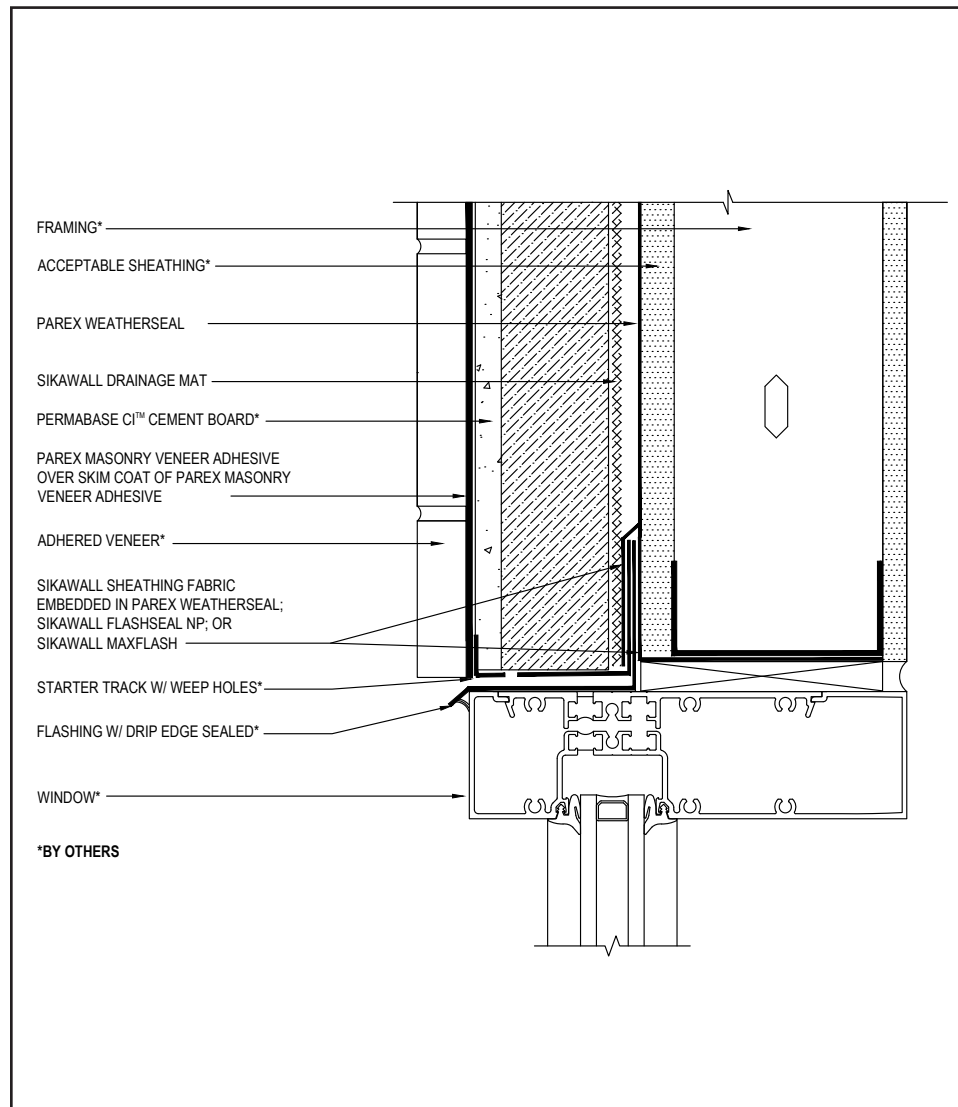 FRAMING*
ACCEPTABLE SHEATHING*
PAREX WEATHERSEAL
SIKAWALL DRAINAGE MAT
PERMABASE CI™ CEMENT BOARD*
PAREX MASONRY VENEER ADHESIVE
OVER SKIM COAT OF PAREX MASONRY
VENEER ADHESIVE
ADHERED VENEER*
SIKAWALL SHEATHING FABRIC
EMBEDDED IN PAREX WEATHERSEAL;
SIKAWALL FLASHSEAL NP; OR
SIKAWALL MAXFLASH
STARTER TRACK W/ WEEP HOLES*
FLASHING W/ DRIP EDGE SEALED*
WINDOW*
*BY OTHERS